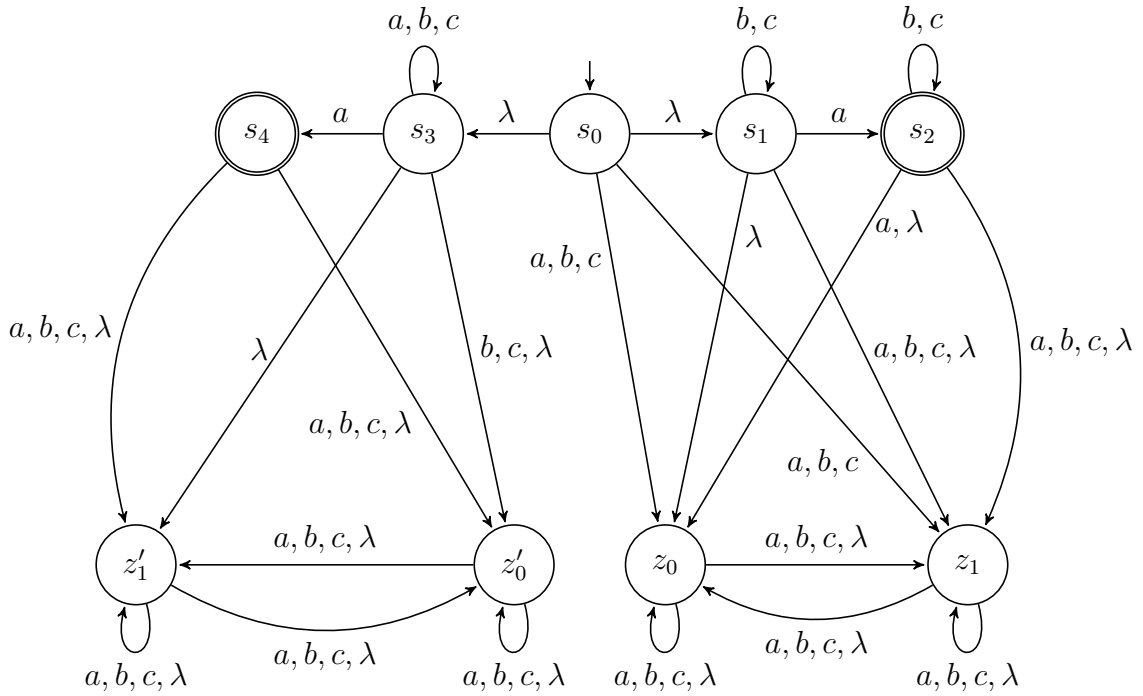 a, b, c b, c b, c
s₄ a s₃ λ s₀ λ s₁ a s₂
a, b, c λ a, λ
a, b, c, λ λ b, c, λ a, b, c, λ a, b, c, λ
a, b, c, λ a, b, c
z′₁ a, b, c, λ z′₀ z₀ a, b, c, λ z₁
a, b, c, λ a, b, c, λ
a, b, c, λ a, b, c, λ a, b, c, λ a, b, c, λ